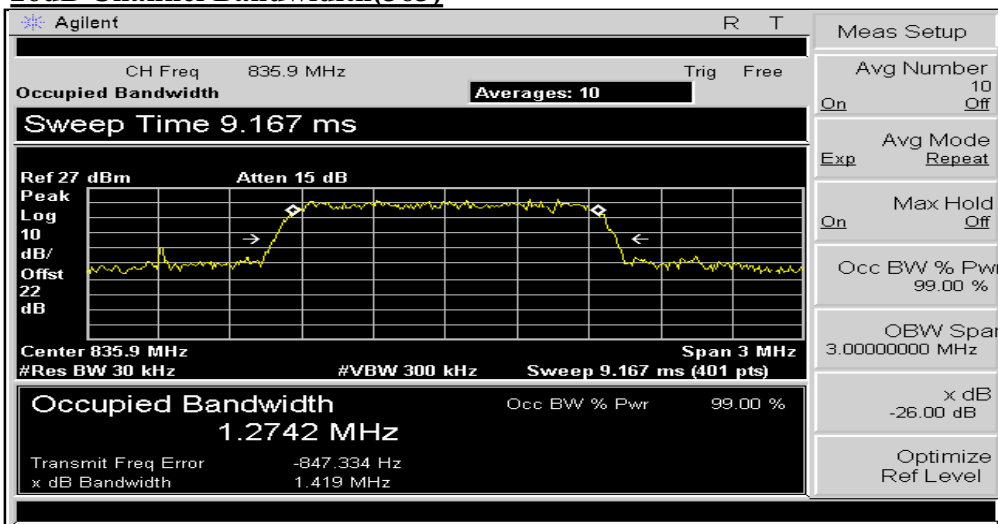 Agilent R T
CH Freq 835.9 MHz Trig Free
Occupied Bandwidth Averages: 10
Sweep Time 9.167 ms
Ref 27 dBm Atten 15 dB
Peak
Log
10
dB/
Offst
22
dB
Center 835.9 MHz Span 3 MHz
#Res BW 30 kHz #VBW 300 kHz Sweep 9.167 ms (401 pts)
Occupied Bandwidth Occ BW % Pwr 99.00 %
1.2742 MHz
Transmit Freq Error -847.334 Hz
x dB Bandwidth 1.419 MHz
Meas Setup
Avg Number
10
On Off
Avg Mode
Exp Repeat
Max Hold
On Off
Occ BW % Pwr
99.00 %
OBW Span
3.00000000 MHz
x dB
-26.00 dB
Optimize
Ref Level